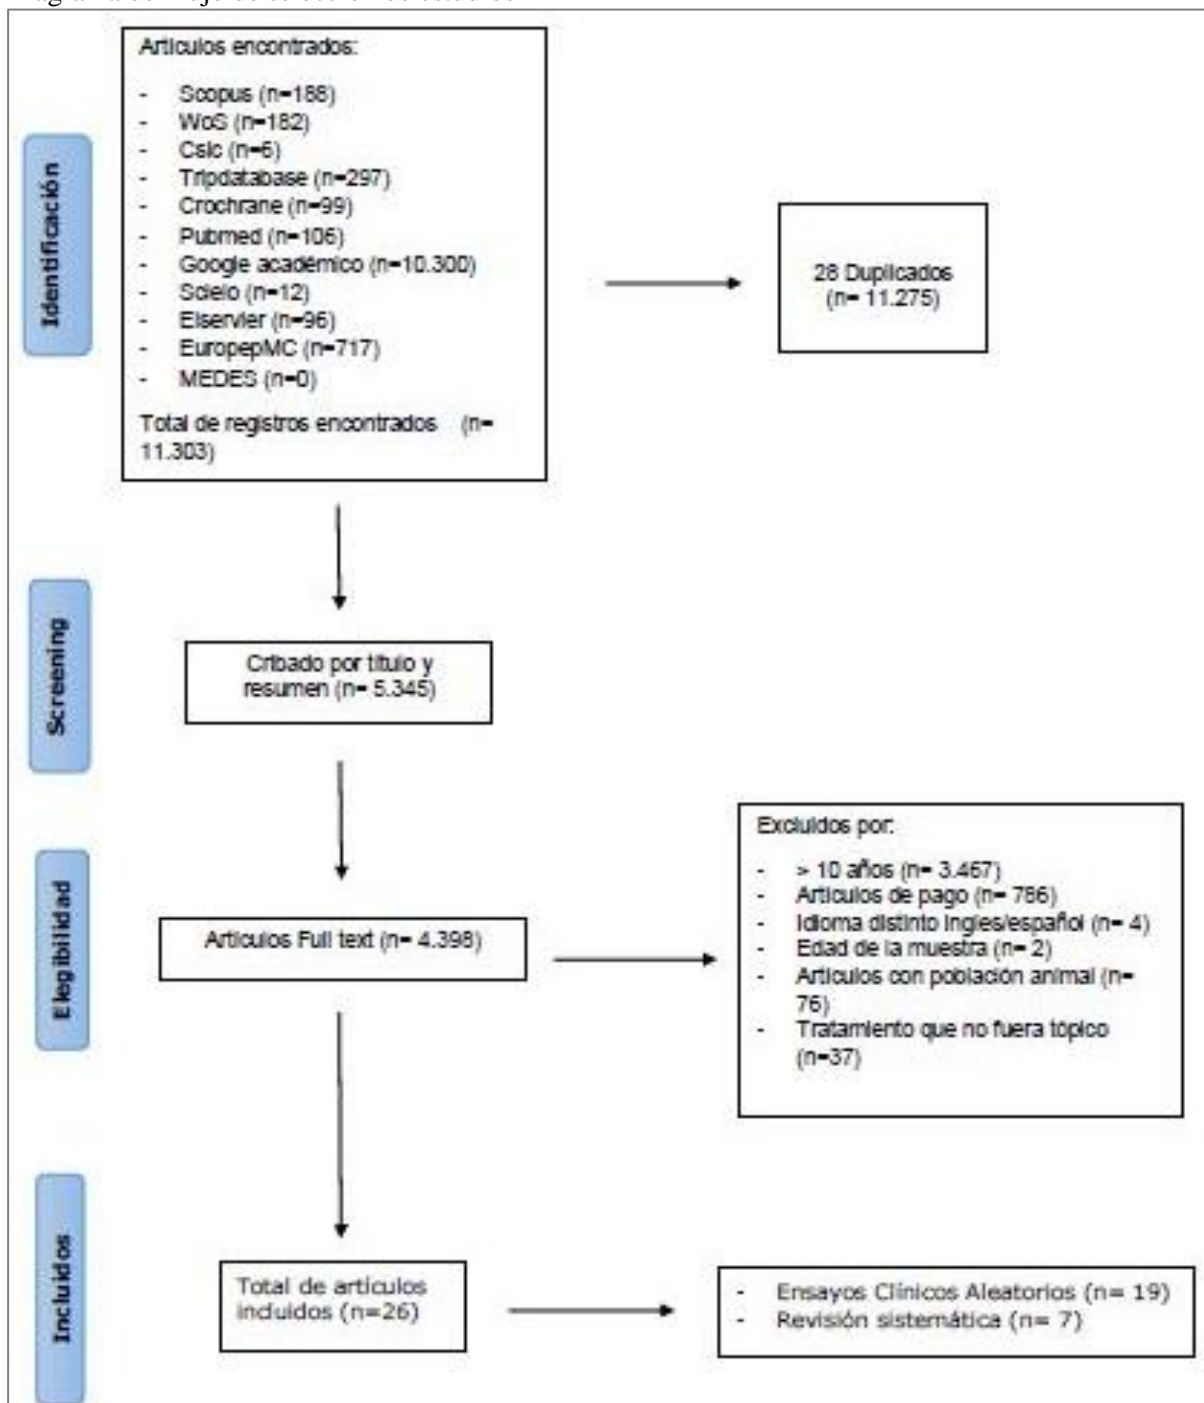 Identificación
Artículos encontrados:
- Scopus (n=188)
- WoS (n=182)
- Csic (n=6)
- Tripdatabase (n=297)
- Crochrane (n=99)
- Pubmed (n=106)
- Google académico (n=10.300)
- Scielo (n=12)
- Elservier (n=96)
- EuropepMC (n=717)
- MEDES (n=0)
Total de registros encontrados (n=
11.303)
28 Duplicados
(n= 11.275)
Screening
Cribado por título y
resumen (n= 5.345)
Elegibilidad
Artículos Full text (n= 4.398)
Excluidos por:
- > 10 años (n= 3.467)
- Artículos de pago (n= 786)
- Idioma distinto ingles/español (n= 4)
- Edad de la muestra (n= 2)
- Artículos con población animal (n=
76)
- Tratamiento que no fuera tópico
(n=37)
Incluidos
Total de artículos
incluidos (n=26)
- Ensayos Clínicos Aleatorios (n= 19)
- Revisión sistemática (n= 7)